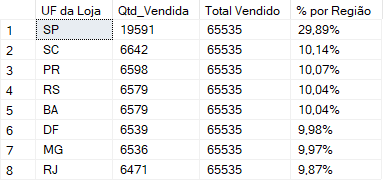 UF da Loja Qtd_Vendida Total Vendido % por Região
1 SP 19591 65535 29,89%
2 SC 6642 65535 10,14%
3 PR 6598 65535 10,07%
4 RS 6579 65535 10,04%
5 BA 6579 65535 10,04%
6 DF 6539 65535 9,98%
7 MG 6536 65535 9,97%
8 RJ 6471 65535 9,87%